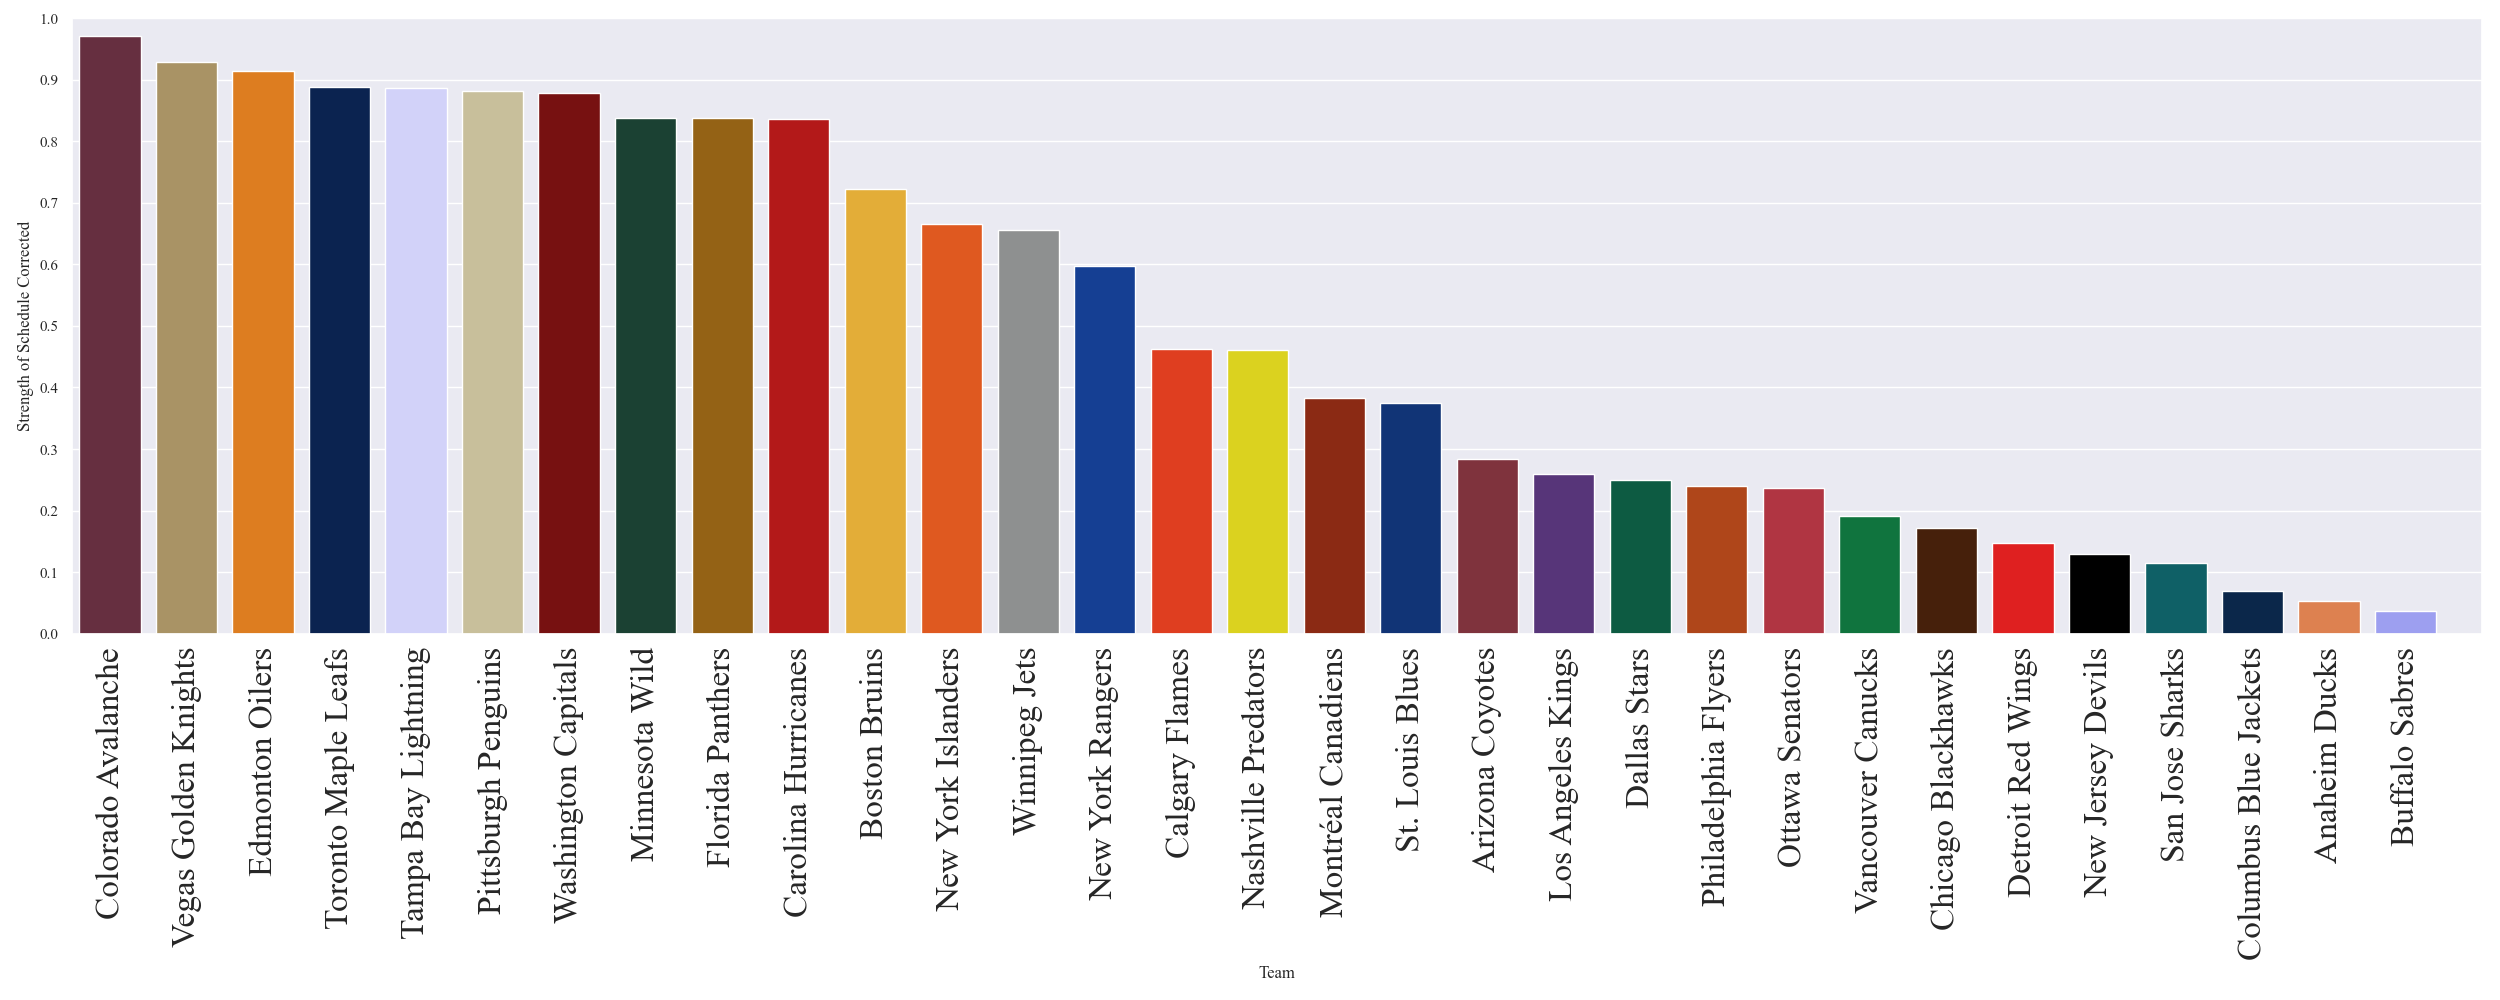 1.0
0.9
0.8
0.7
0.6
0.5
0.4
0.3
0.2
0.1
0.0
Strength of Schedule Corrected
Colorado Avalanche
Vegas Golden Knights
Edmonton Oilers
Toronto Maple Leafs
Tampa Bay Lightning
Pittsburgh Penguins
Washington Capitals
Minnesota Wild
Florida Panthers
Carolina Hurricanes
Boston Bruins
New York Islanders
Winnipeg Jets
New York Rangers
Calgary Flames
Nashville Predators
Montréal Canadiens
St. Louis Blues
Arizona Coyotes
Los Angeles Kings
Dallas Stars
Philadelphia Flyers
Ottawa Senators
Vancouver Canucks
Chicago Blackhawks
Detroit Red Wings
New Jersey Devils
San Jose Sharks
Columbus Blue Jackets
Anaheim Ducks
Buffalo Sabres
Team